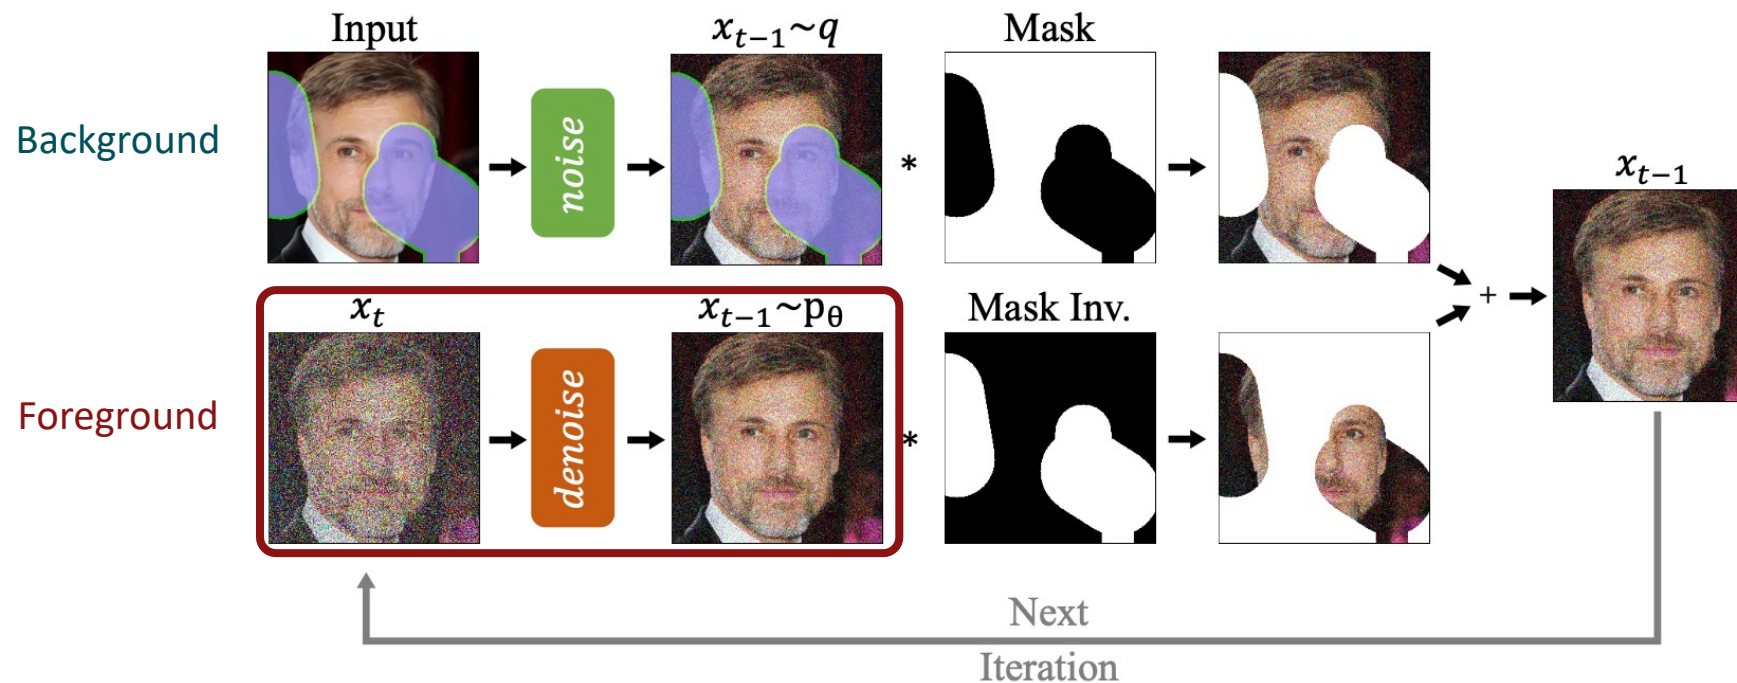 Input
x_{t−1}~q
Mask
Background
noise
*
x_{t−1}
+
x_t
x_{t−1}~p_θ
Mask Inv.
Foreground
denoise
*
Next
Iteration